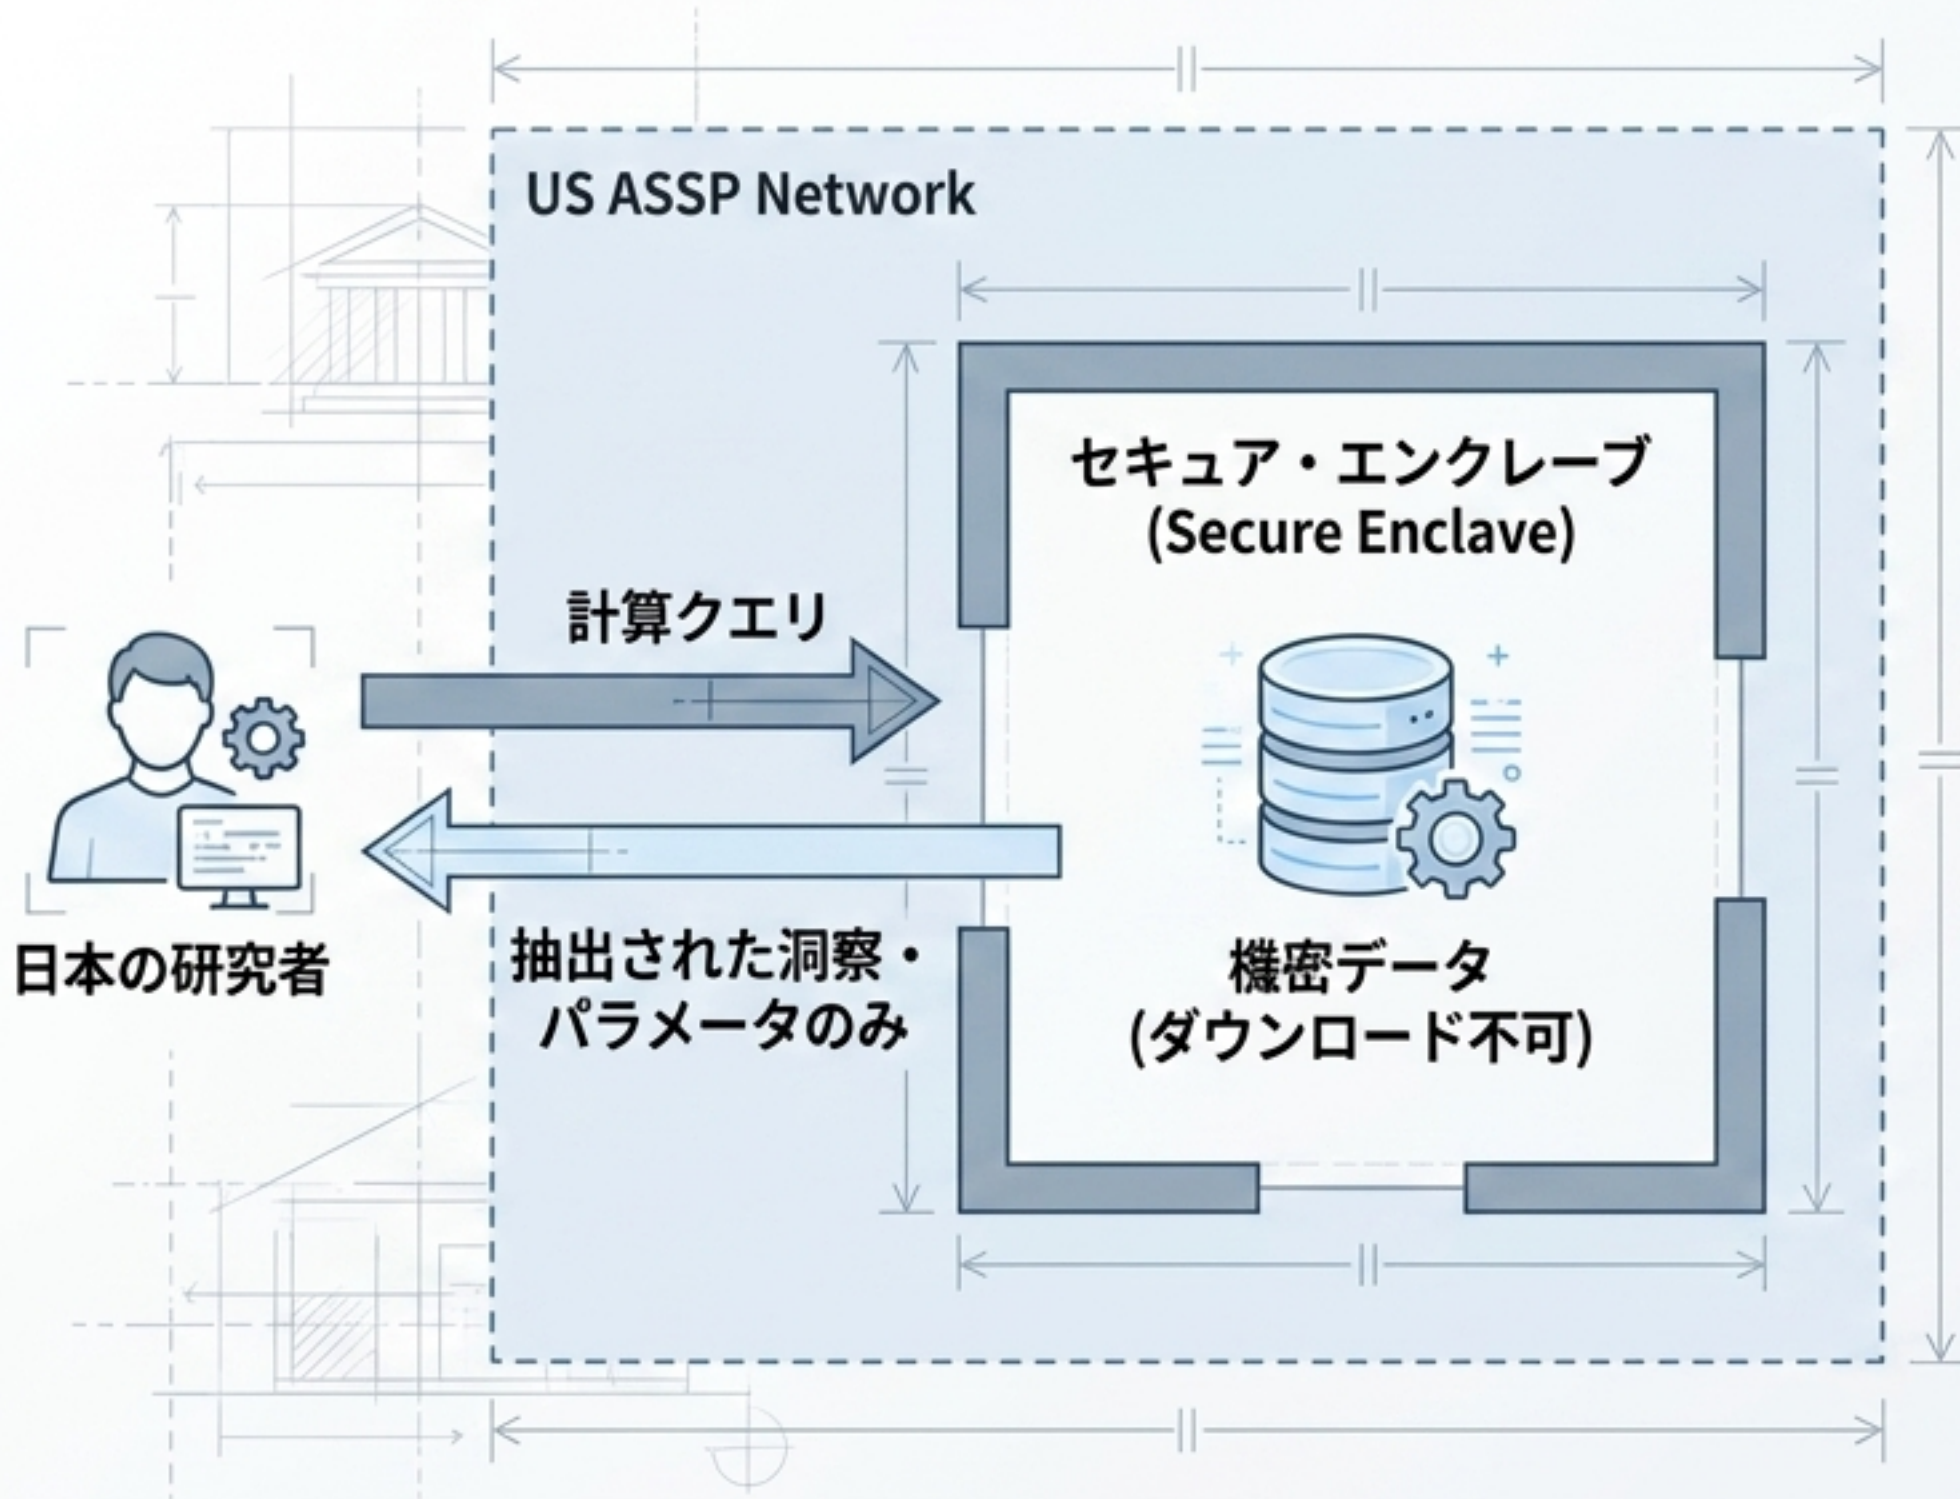 US ASSP Network
セキュア・エンクレーブ
(Secure Enclave)
計算クエリ
日本の研究者
抽出された洞察・
パラメータのみ
機密データ
(ダウンロード不可)